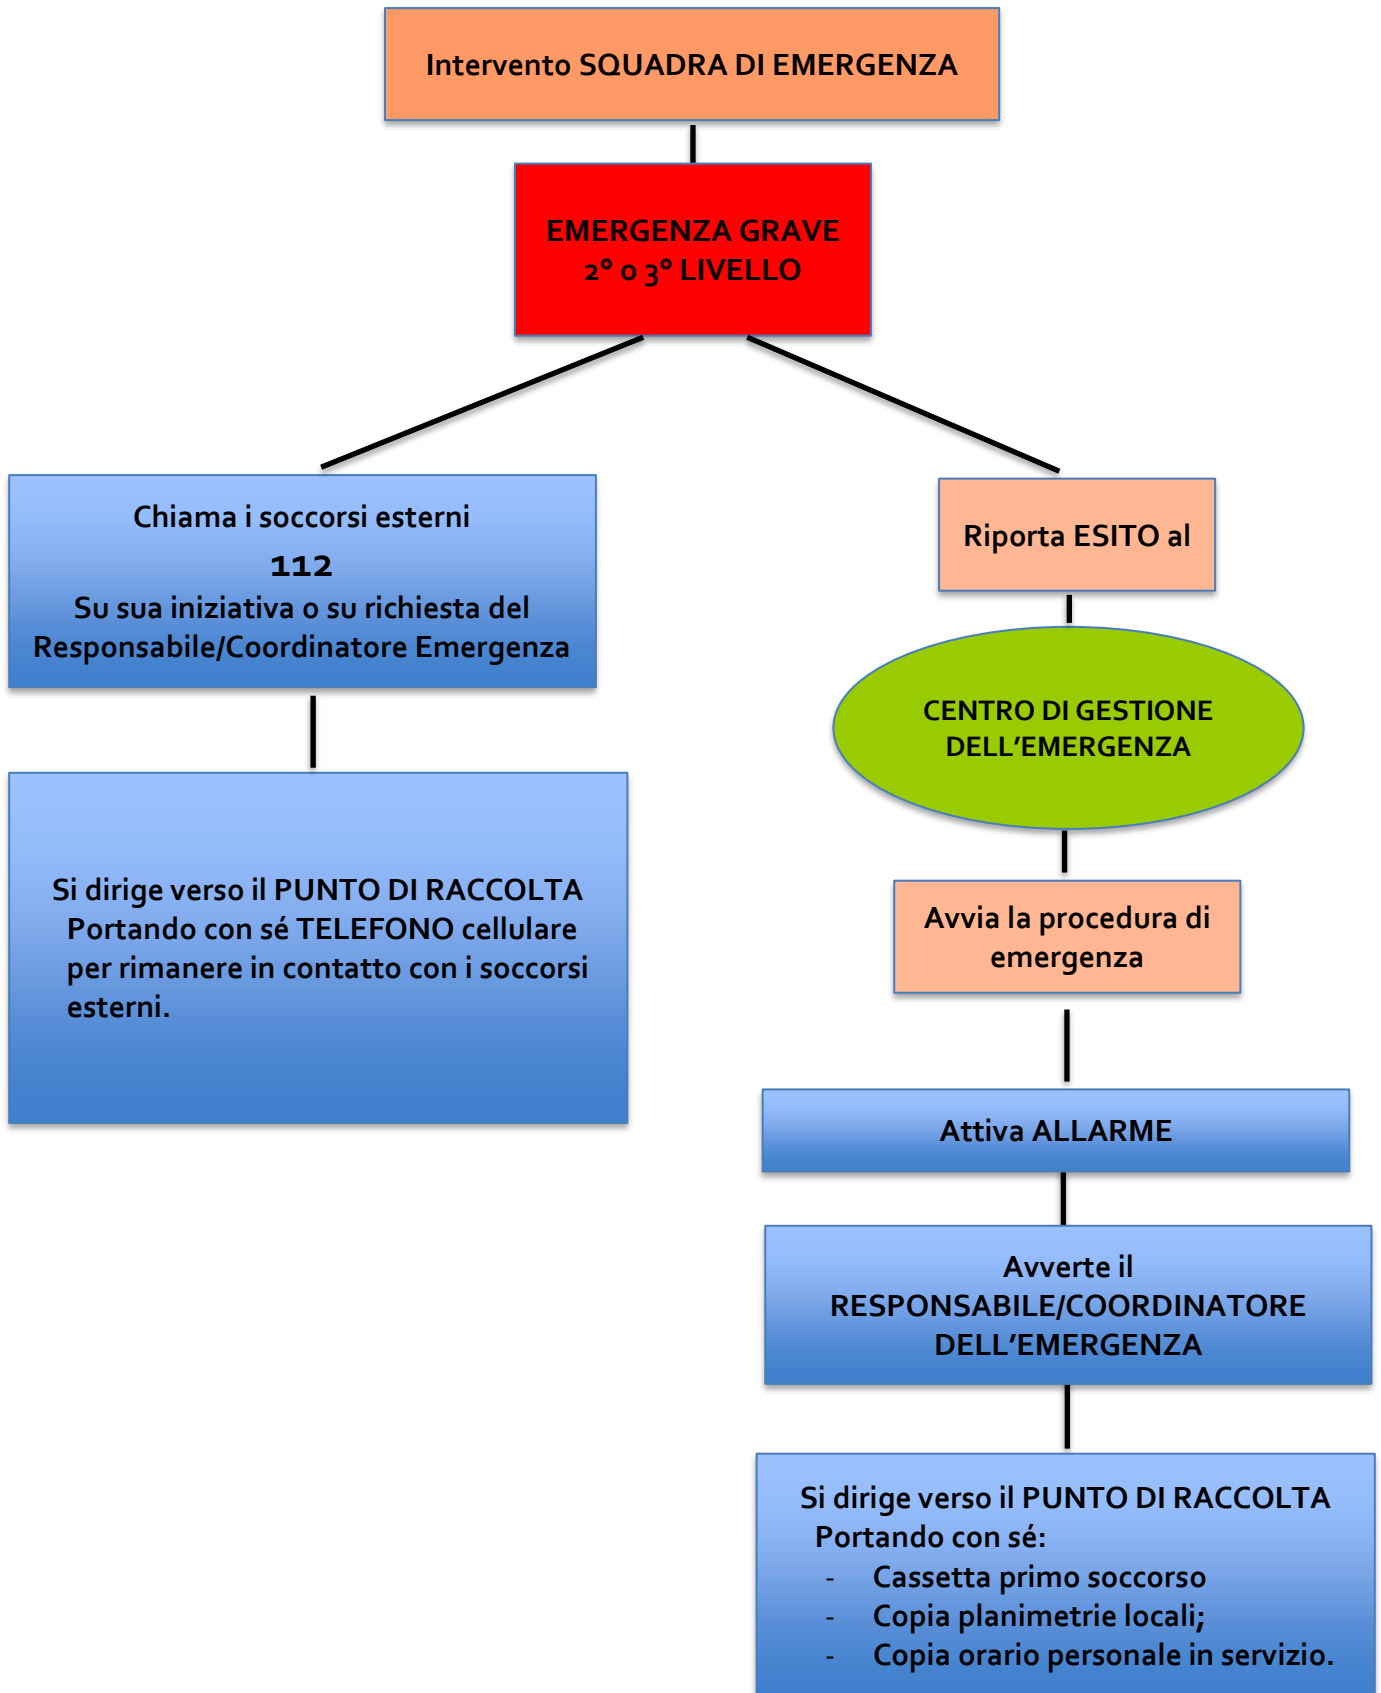 Intervento SQUADRA DI EMERGENZA
EMERGENZA GRAVE
2° o 3° LIVELLO
Chiama i soccorsi esterni
112
Su sua iniziativa o su richiesta del
Responsabile/Coordinatore Emergenza
Si dirige verso il PUNTO DI RACCOLTA
Portando con sé TELEFONO cellulare
per rimanere in contatto con i soccorsi
esterni.
Riporta ESITO al
CENTRO DI GESTIONE
DELL’EMERGENZA
Avvia la procedura di
emergenza
Attiva ALLARME
Avverte il
RESPONSABILE/COORDINATORE
DELL’EMERGENZA
Si dirige verso il PUNTO DI RACCOLTA
Portando con sé:
- Cassetta primo soccorso
- Copia planimetrie locali;
- Copia orario personale in servizio.